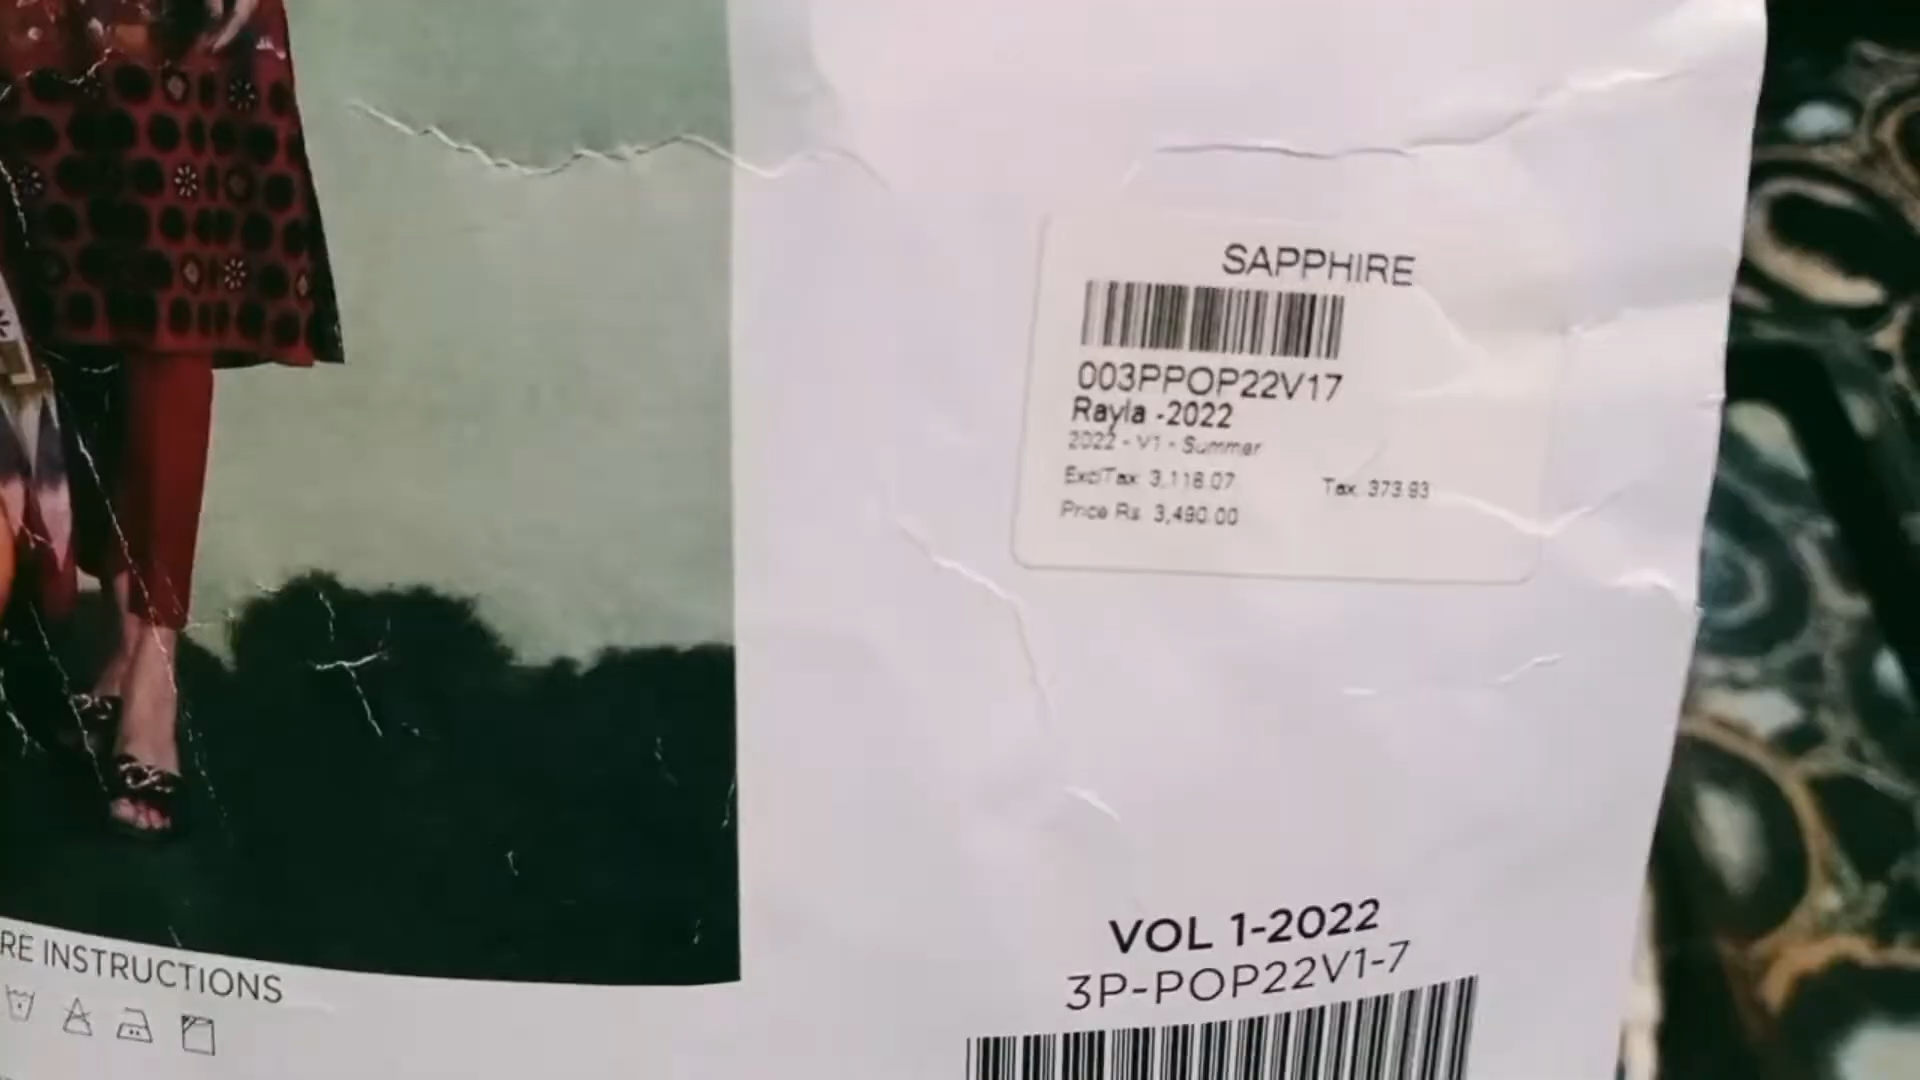 SAPPHIRE
003PPOP22V17
Rayla -2022
2022 - V1 - Summer
ExclTax 3,116.07 Tax. 373.93
Price Rs. 3,490.00
VOL 1-2022
3P-POP22V1-7
RE INSTRUCTIONS